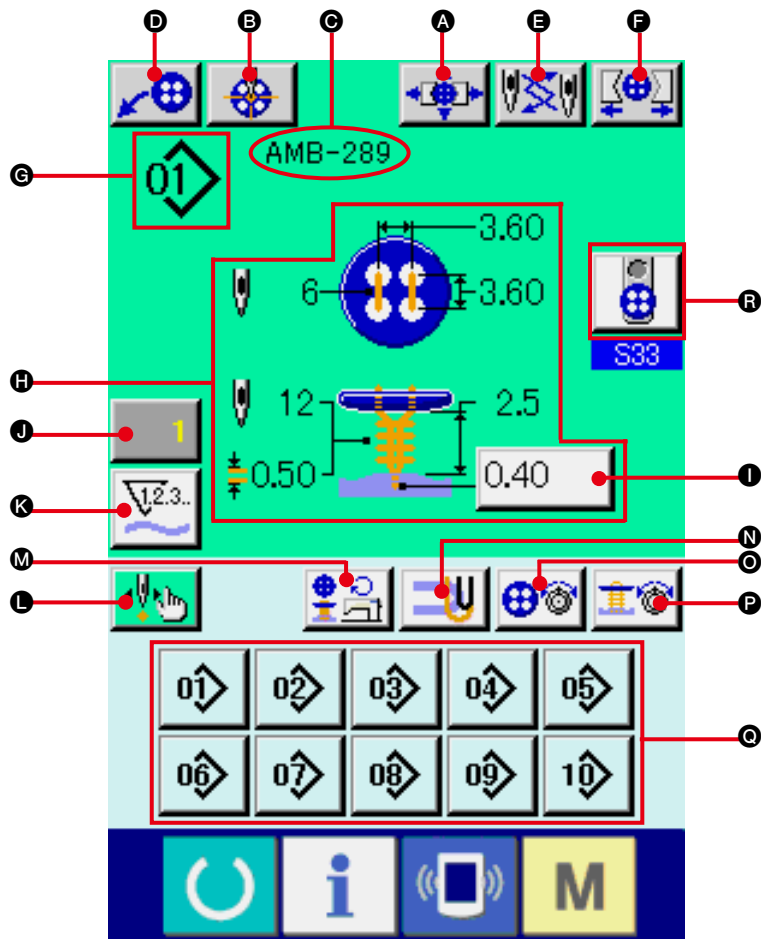 D B C A E F
AMB-289
G 01
3.60
6 3.60
R
S33
H
12 2.5
J 1
0.50 0.40 I
K 1.2.3..
M N O
L P
01 02 03 04 05
Q
06 07 08 09 10
i M